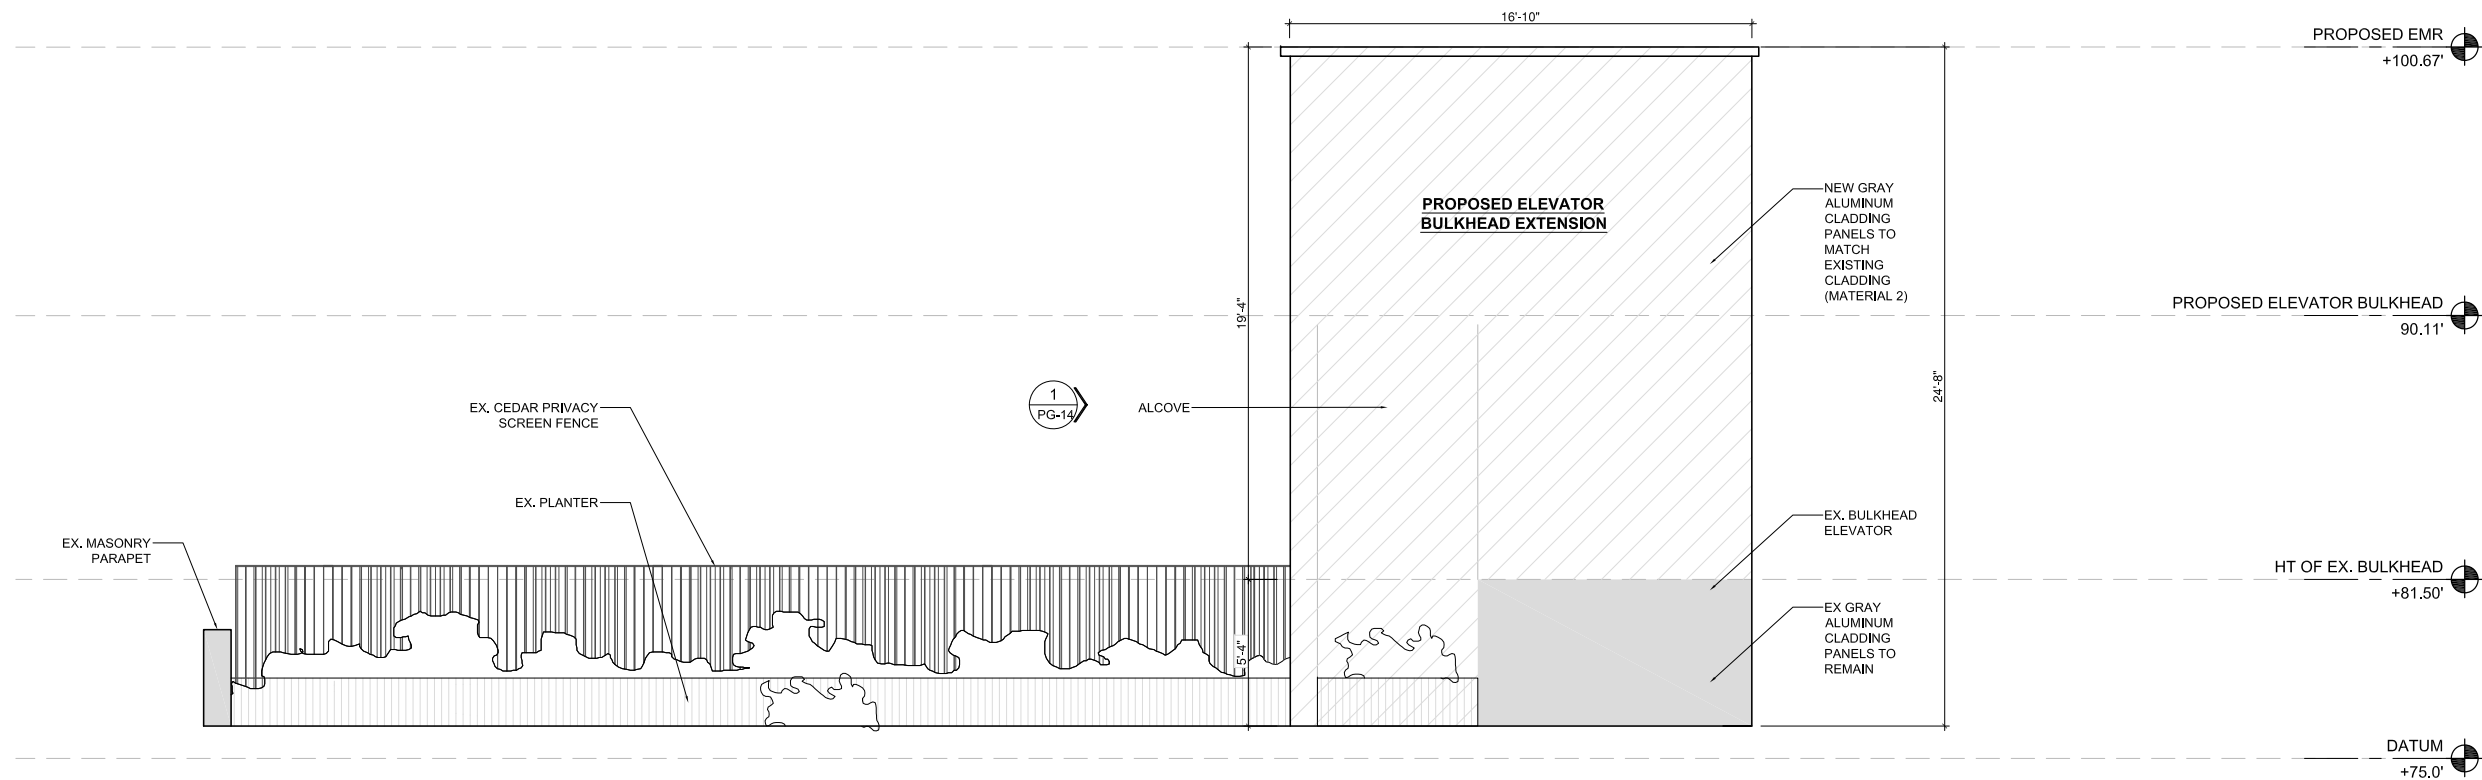 16'-10"
PROPOSED EMR
+100.67'
NEW GRAY
ALUMINUM
CLADDING
PANELS TO
MATCH
EXISTING
CLADDING
(MATERIAL 2)
PROPOSED ELEVATOR
BULKHEAD EXTENSION
PROPOSED ELEVATOR BULKHEAD
90.11'
19'-4"
24'-8"
1
PG-14
ALCOVE
EX. CEDAR PRIVACY
SCREEN FENCE
EX. PLANTER
EX. MASONRY
PARAPET
EX. BULKHEAD
ELEVATOR
HT OF EX. BULKHEAD
+81.50'
EX GRAY
ALUMINUM
CLADDING
PANELS TO
REMAIN
5'-4"
DATUM
+75.0'